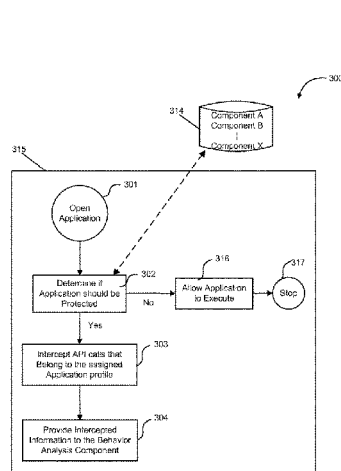 300
314
Component A
Component B
Component X
315
301
Open
Application
302
Determine if
Application should be
Protected
No
316
Allow Application
to Execute
317
Stop
Yes
303
Intercept API calls that
Belong to the assigned
Application profile
304
Provide Intercepted
Information to the Behavior
Analysis Component